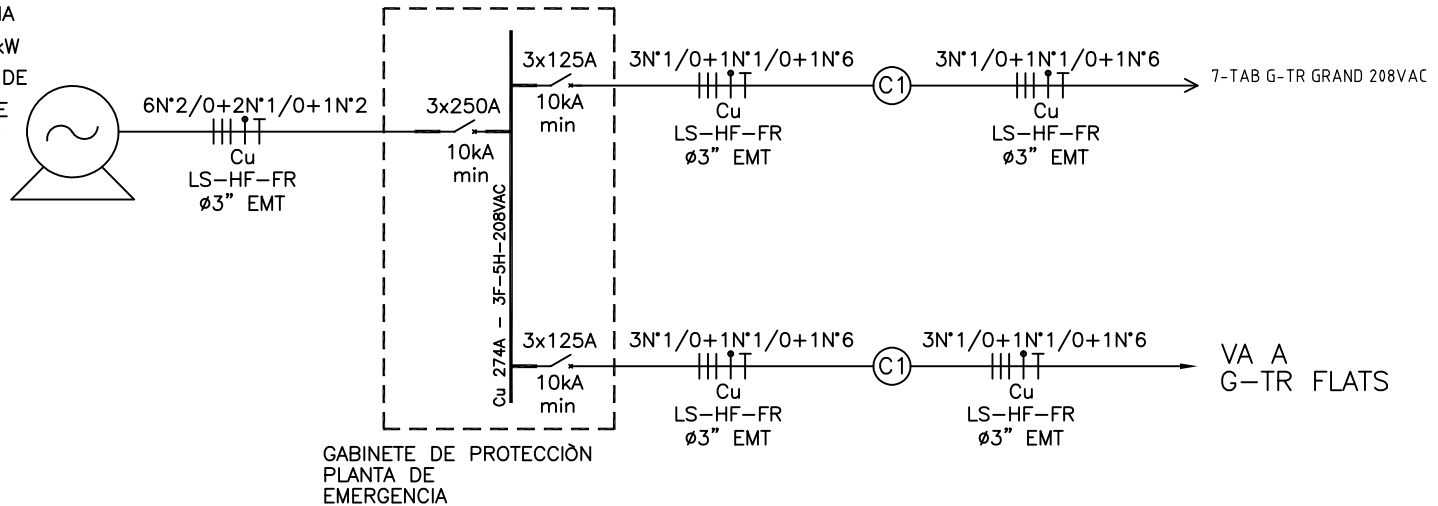 kW
DE
6N°2/0+2N°1/0+1N°2
Cu
LS-HF-FR
ø3" EMT
3x250A
10kA
min
Cu 274A - 3F-5H-208VAC
3x125A
10kA
min
3N°1/0+1N°1/0+1N°6
Cu
LS-HF-FR
ø3" EMT
C1
3N°1/0+1N°1/0+1N°6
Cu
LS-HF-FR
ø3" EMT
7-TAB G-TR GRAND 208VAC
3x125A
10kA
min
3N°1/0+1N°1/0+1N°6
Cu
LS-HF-FR
ø3" EMT
C1
3N°1/0+1N°1/0+1N°6
Cu
LS-HF-FR
ø3" EMT
VA A
G-TR FLATS
GABINETE DE PROTECCIÒN
PLANTA DE
EMERGENCIA